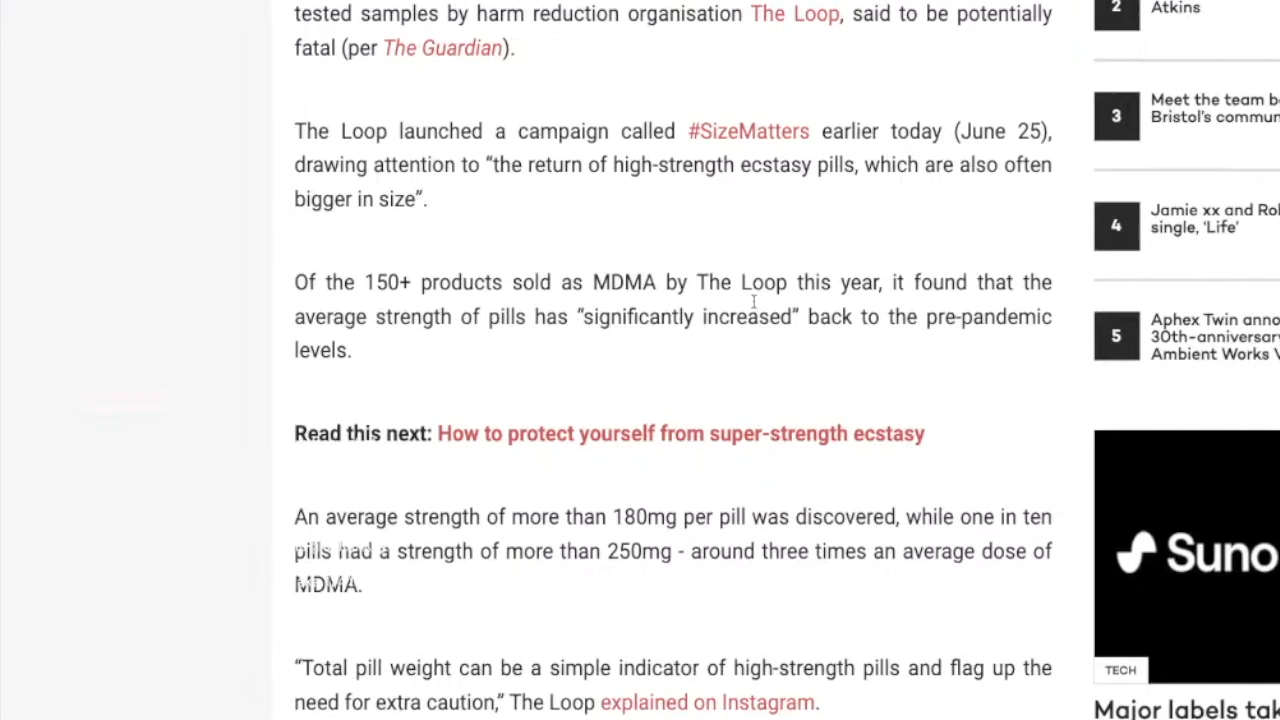 tested samples by harm reduction organisation The Loop, said to be potentially
fatal (per The Guardian).
The Loop launched a campaign called #SizeMatters earlier today (June 25),
drawing attention to “the return of high-strength ecstasy pills, which are also often
bigger in size”.
Of the 150+ products sold as MDMA by The Loop this year, it found that the
average strength of pills has “significantly increased” back to the pre-pandemic
levels.
Read this next: How to protect yourself from super-strength ecstasy
An average strength of more than 180mg per pill was discovered, while one in ten
pills had a strength of more than 250mg - around three times an average dose of
MDMA.
“Total pill weight can be a simple indicator of high-strength pills and flag up the
need for extra caution,” The Loop explained on Instagram.
2
Atkins
3
Meet the team b
Bristol's commun
4
Jamie xx and Ro
single, ‘Life’
5
Aphex Twin anno
30th-anniversar
Ambient Works V
Suno
TECH
Major labels tak